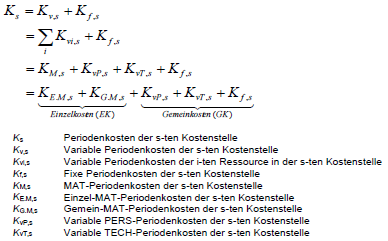 K_s = K_{v,s} + K_{f,s}
= \sum_i K_{vi,s} + K_{f,s}
= K_{M,s} + K_{vP,s} + K_{vT,s} + K_{f,s}
= K_{E.M,s} + K_{G.M,s} + K_{vP,s} + K_{vT,s} + K_{f,s}
Einzelkosten (EK) Gemeinkosten (GK)
K_s Periodenkosten der s-ten Kostenstelle
K_{v,s} Variable Periodenkosten der s-ten Kostenstelle
K_{vi,s} Variable Periodenkosten der i-ten Ressource in der s-ten Kostenstelle
K_{f,s} Fixe Periodenkosten der s-ten Kostenstelle
K_{M,s} MAT-Periodenkosten der s-ten Kostenstelle
K_{E.M,s} Einzel-MAT-Periodenkosten der s-ten Kostenstelle
K_{G.M,s} Gemein-MAT-Periodenkosten der s-ten Kostenstelle
K_{vP,s} Variable PERS-Periodenkosten der s-ten Kostenstelle
K_{vT,s} Variable TECH-Periodenkosten der s-ten Kostenstelle